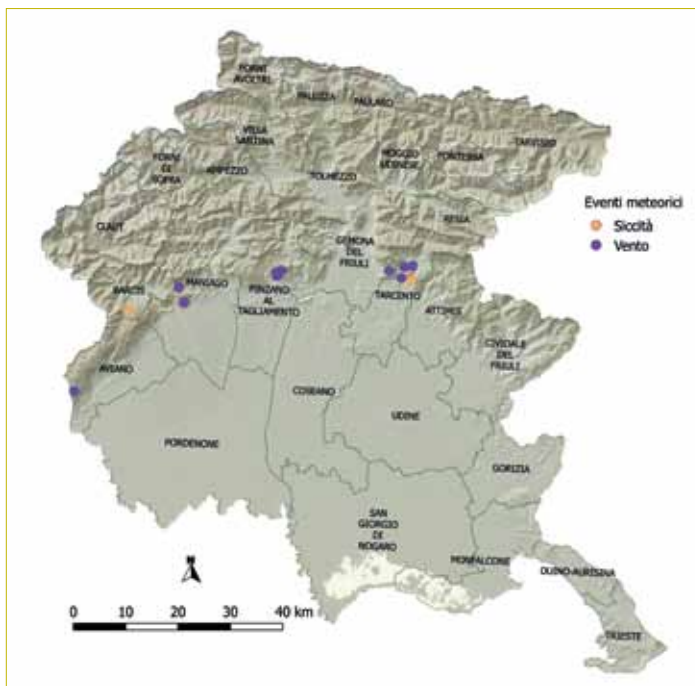 FORNI
AVOLTRI
PALUZZA
PAULARO
VILLA
SANTINA
MOGGIO
UDINESE
PONTEBBA
TARVISIO
FORNI
DI
SOPRA
AMPEZZO
TOLMEZZO
RESIA
CLAUT
Eventi meteorici
Siccità
Vento
GEMONA
DEL
FRIULI
BARCIS
MANIAGO
PINZANO
AL
TAGLIAMENTO
TARCENTO
ATTIMIS
CIVIDALE
DEL
FRIULI
AVIANO
COSEANO
UDINE
PORDENONE
GORIZIA
SAN
GIORGIO
DI
NOGARO
MONFALCONE
DUINO-AURISINA
TRIESTE
N
0 10 20 30 40 km